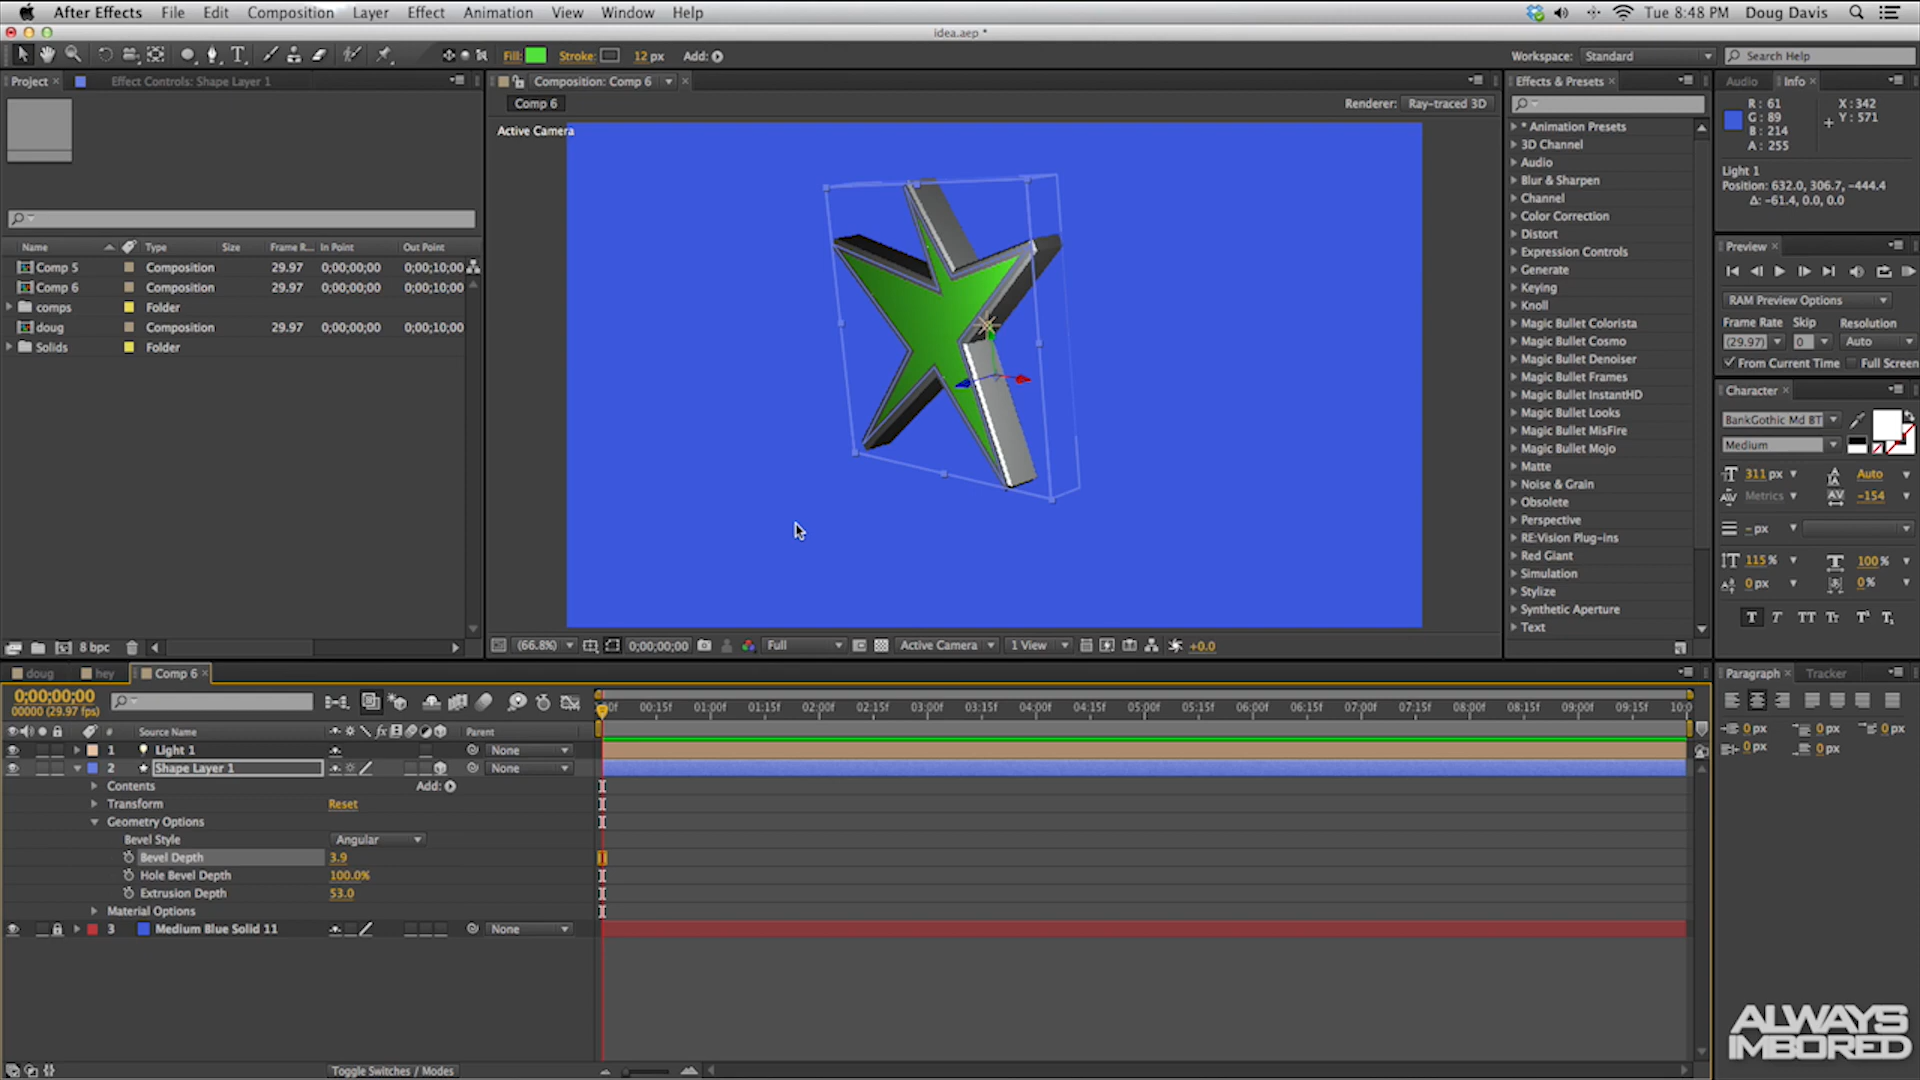 After Effects File Edit Composition Layer Effect Animation View Window Help Tue 8:48 PM Doug Davis
idea.aep *
Fill: Stroke: 12 px Add: Workspace: Standard Search Help
Project Effect Controls: Shape Layer 1
Name Type Size Frame R... In Point Out Point
Comp 5 Composition 29.97 0;00;00;00 0;00;10;00
Comp 6 Composition 29.97 0;00;00;00 0;00;10;00
comps Folder
doug Composition 29.97 0;00;00;00 0;00;10;00
Solids Folder
8 bpc
Composition: Comp 6
Comp 6 Renderer: Ray-traced 3D
Active Camera
(66.8%) 0;00;00;00 Full Active Camera 1 View +0.0
Effects & Presets
* Animation Presets
3D Channel
Audio
Blur & Sharpen
Channel
Color Correction
Distort
Expression Controls
Generate
Keying
Knoll
Magic Bullet Colorista
Magic Bullet Cosmo
Magic Bullet Denoiser
Magic Bullet Frames
Magic Bullet InstantHD
Magic Bullet Looks
Magic Bullet MisFire
Magic Bullet Mojo
Matte
Noise & Grain
Obsolete
Perspective
RE:Vision Plug-ins
Red Giant
Simulation
Stylize
Synthetic Aperture
Text
Audio Info
R: 61 X: 342
G: 89 Y: 571
B: 214
A: 255
Light 1
Position: 632.0, 306.7, -444.4
Δ: -61.4, 0.0, 0.0
Preview
RAM Preview Options
Frame Rate Skip Resolution
(29.97) 0 Auto
From Current Time Full Screen
Character
BankGothic Md BT
Medium
311 px Auto
Metrics -154
- px
115 % 100 %
0 px 0 %
T T TT Tt T¹ T₁
doug hey Comp 6
0;00;00;00
00000 (29.97 fps)
00f 00:15f 01:00f 01:15f 02:00f 02:15f 03:00f 03:15f 04:00f 04:15f 05:00f 05:15f 06:00f 06:15f 07:00f 07:15f 08:00f 08:15f 09:00f 09:15f 10:0
# Source Name fx Parent
1 Light 1 None
2 Shape Layer 1 None
Contents Add:
Transform Reset
Geometry Options
Bevel Style Angular
Bevel Depth 3.9
Hole Bevel Depth 100.0%
Extrusion Depth 53.0
Material Options
3 Medium Blue Solid 11 None
Toggle Switches / Modes
Paragraph Tracker
0 px 0 px 0 px
0 px 0 px
ALWAYS
IMBORED